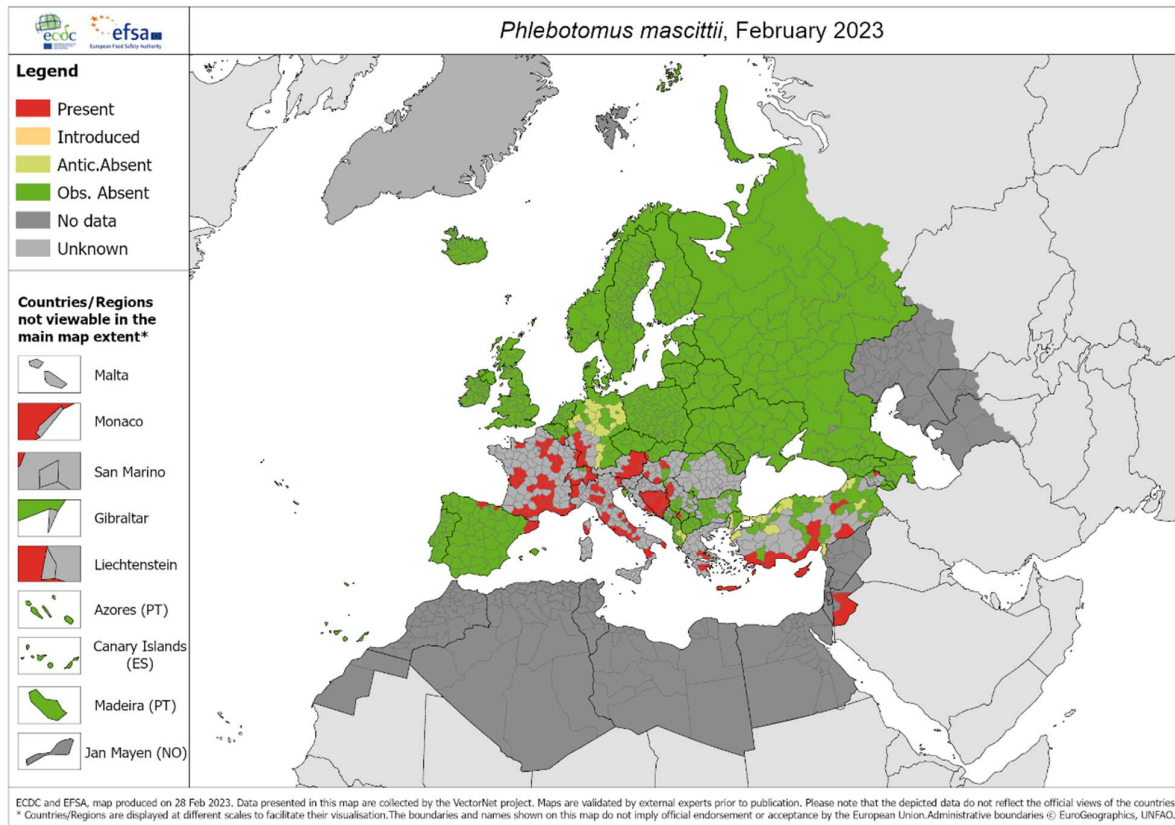 ecdc
efsa
European Food Safety Authority
Phlebotomus mascittii, February 2023
Legend
Present
Introduced
Antic.Absent
Obs. Absent
No data
Unknown
Countries/Regions
not viewable in the
main map extent*
Malta
Monaco
San Marino
Gibraltar
Liechtenstein
Azores (PT)
Canary Islands
(ES)
Madeira (PT)
Jan Mayen (NO)
ECDC and EFSA, map produced on 28 Feb 2023. Data presented in this map are collected by the VectorNet project. Maps are validated by external experts prior to publication. Please note that the depicted data do not reflect the official views of the countries
* Countries/Regions are displayed at different scales to facilitate their visualisation.The boundaries and names shown on this map do not imply official endorsement or acceptance by the European Union.Administrative boundaries © EuroGeographics, UNFAO